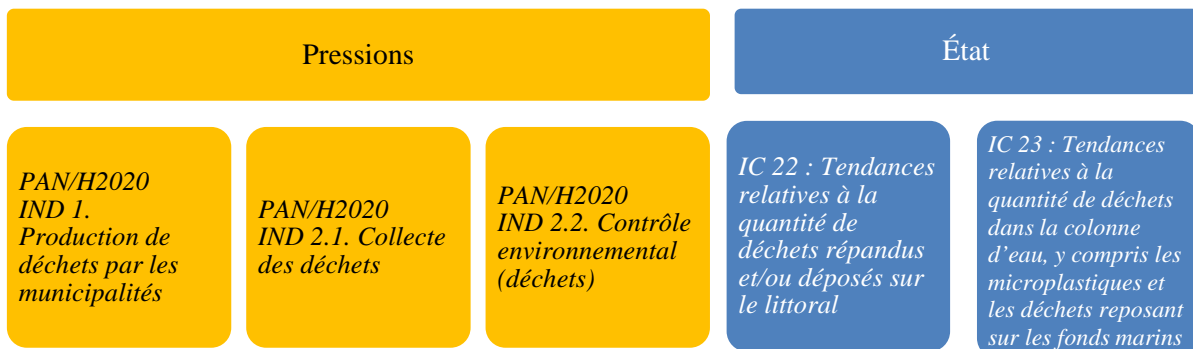 Pressions
État
PAN/H2020
IND 1.
Production de
déchets par les
municipalités
PAN/H2020
IND 2.1. Collecte
des déchets
PAN/H2020
IND 2.2. Contrôle
environnemental
(déchets)
IC 22 : Tendances
relatives à la
quantité de
déchets répandus
et/ou déposés sur
le littoral
IC 23 : Tendances
relatives à la
quantité de déchets
dans la colonne
d’eau, y compris les
microplastiques et
les déchets reposant
sur les fonds marins